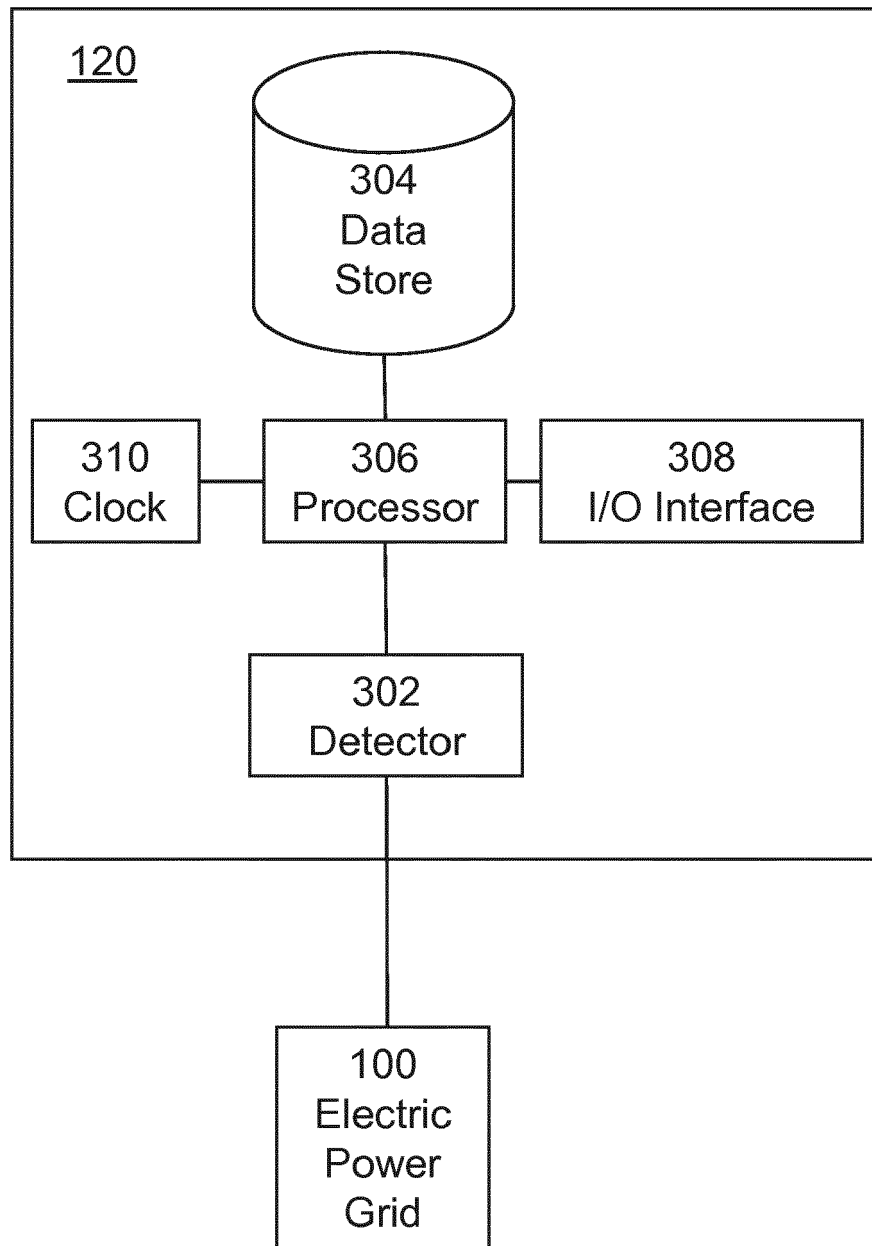 120
304
Data
Store
310
Clock
306
Processor
308
I/O Interface
302
Detector
100
Electric
Power
Grid